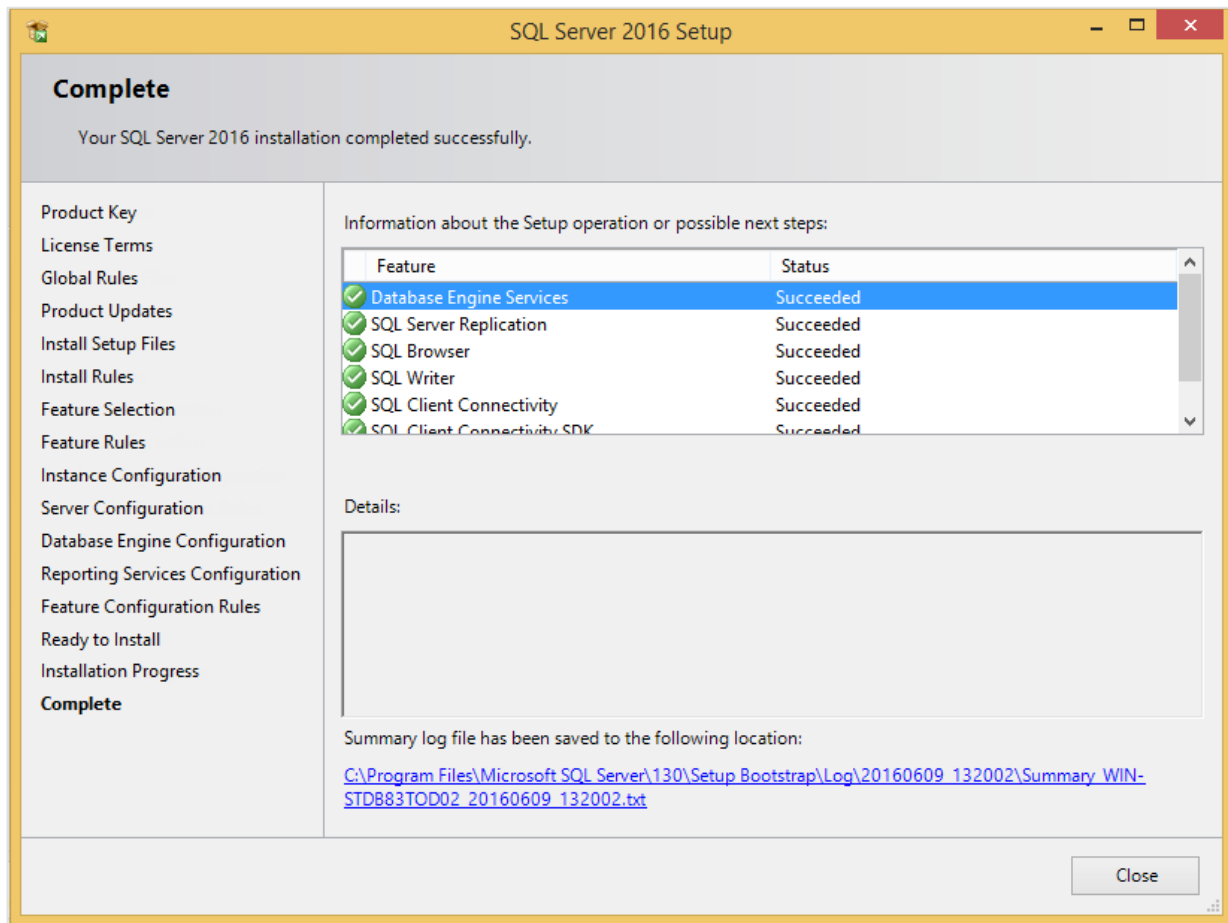 SQL Server 2016 Setup
Complete
Your SQL Server 2016 installation completed successfully.
Product Key
License Terms
Global Rules
Product Updates
Install Setup Files
Install Rules
Feature Selection
Feature Rules
Instance Configuration
Server Configuration
Database Engine Configuration
Reporting Services Configuration
Feature Configuration Rules
Ready to Install
Installation Progress
Complete
Information about the Setup operation or possible next steps:
Feature Status
Database Engine Services Succeeded
SQL Server Replication Succeeded
SQL Browser Succeeded
SQL Writer Succeeded
SQL Client Connectivity Succeeded
SQL Client Connectivity SDK Succeeded
Details:
Summary log file has been saved to the following location:
C:\Program Files\Microsoft SQL Server\130\Setup Bootstrap\Log\20160609_132002\Summary_WIN-
STDB83TOD02_20160609_132002.txt
Close